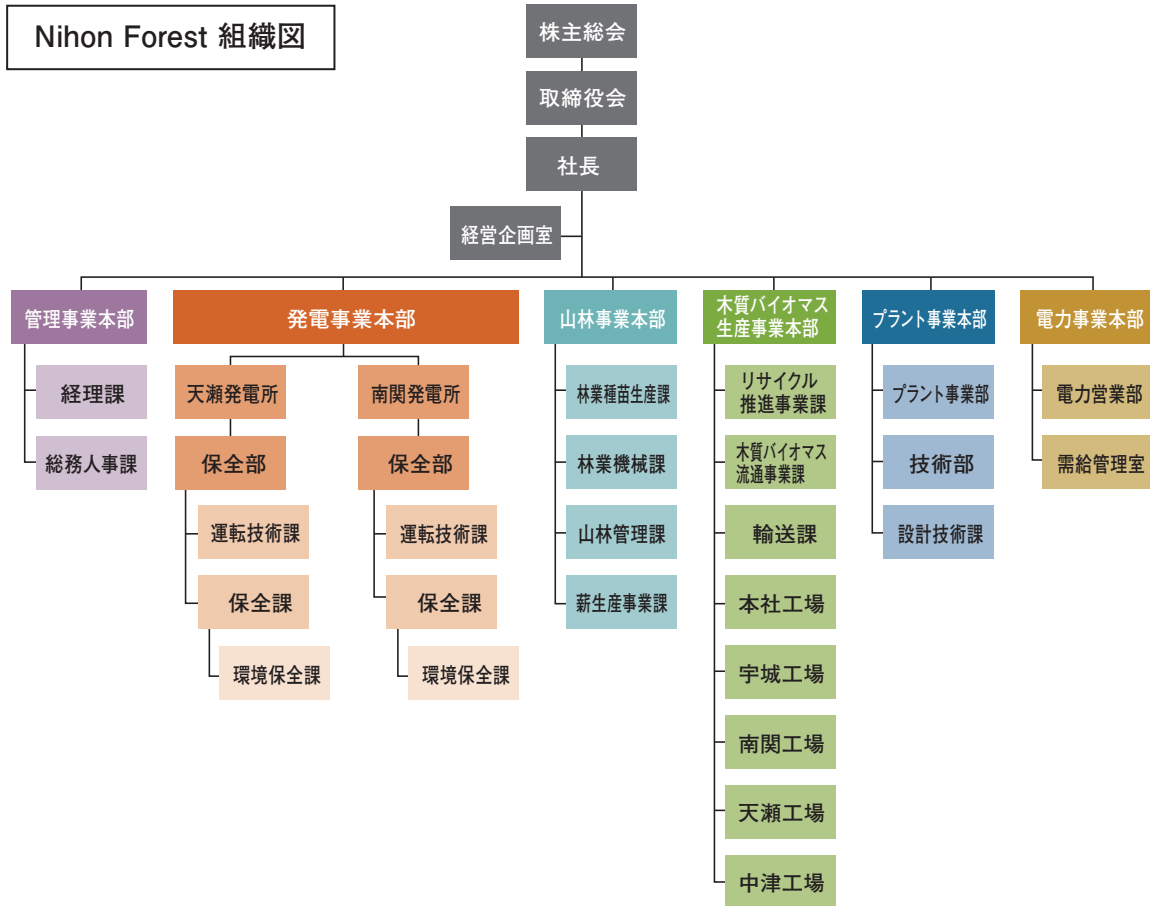 Nihon Forest 組織図
株主総会
取締役会
社長
経営企画室
管理事業本部
経理課
総務人事課
発電事業本部
天瀬発電所
保全部
運転技術課
保全課
環境保全課
南関発電所
保全部
運転技術課
保全課
環境保全課
山林事業本部
林業種苗生産課
林業機械課
山林管理課
薪生産事業課
木質バイオマス
生産事業本部
リサイクル
推進事業課
木質バイオマス
流通事業課
輸送課
本社工場
宇城工場
南関工場
天瀬工場
中津工場
プラント事業本部
プラント事業部
技術部
設計技術課
電力事業本部
電力営業部
需給管理室